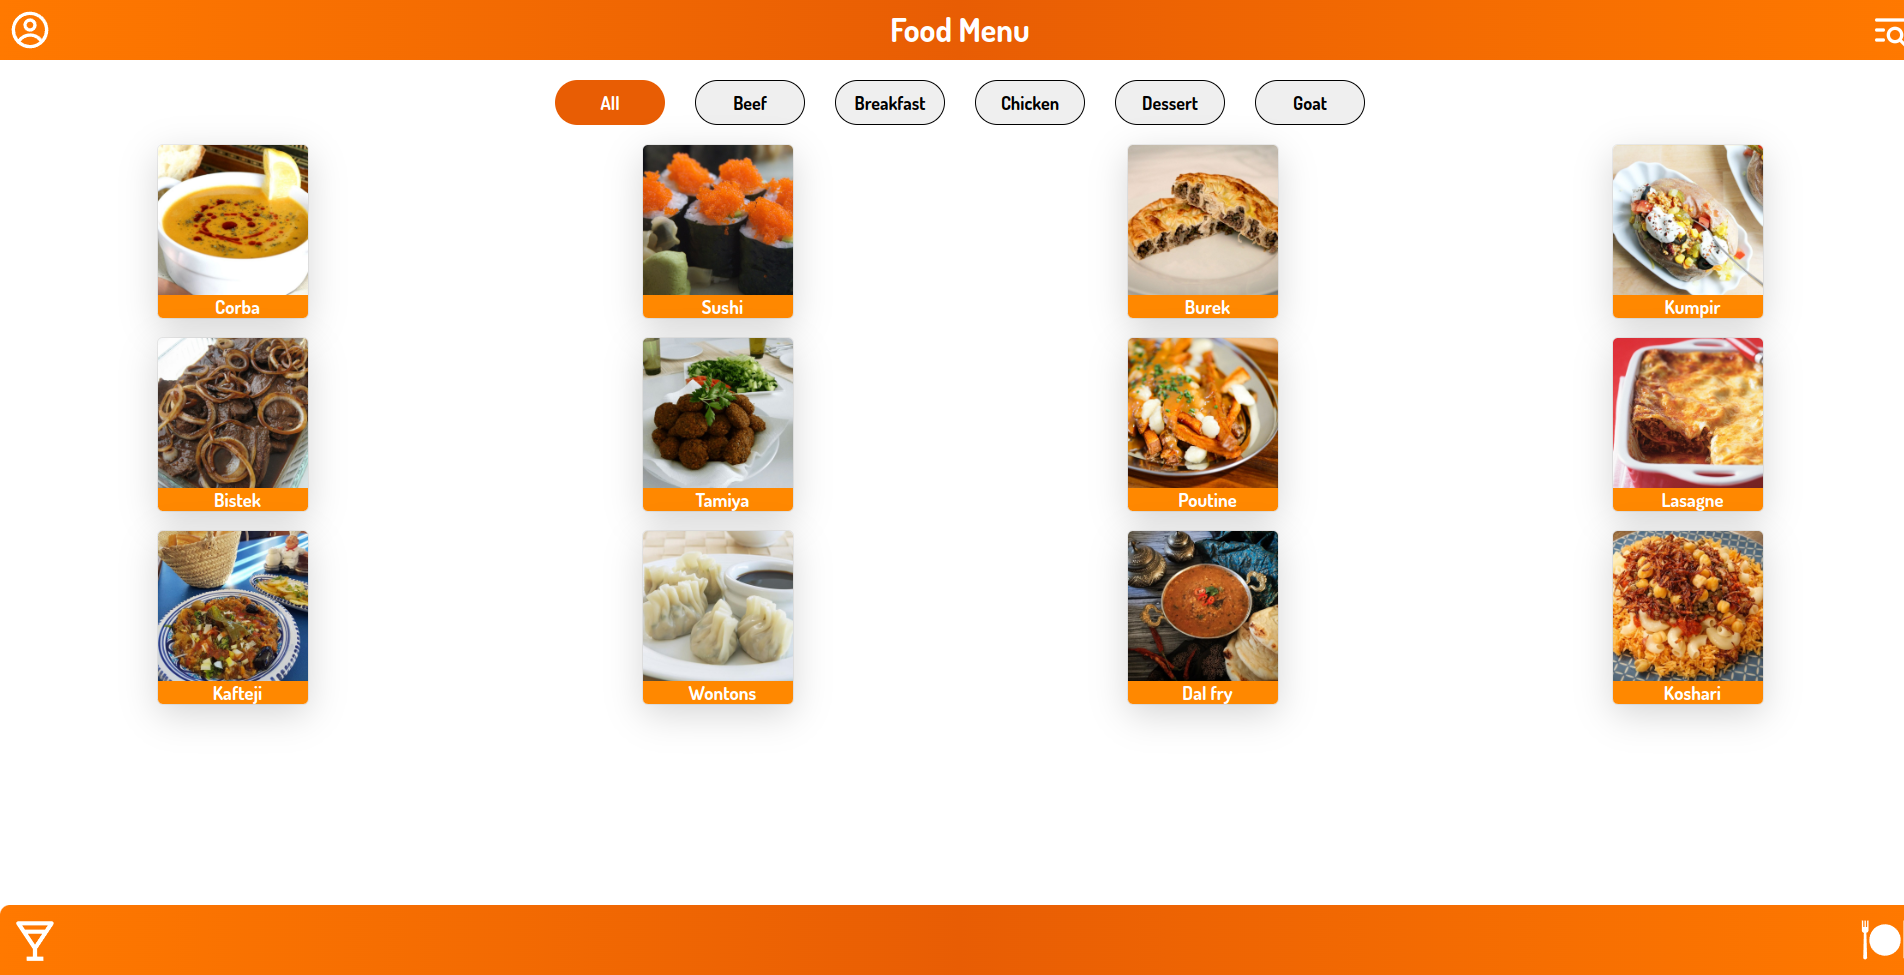 Food Menu
All
Beef
Breakfast
Chicken
Dessert
Goat
Corba
Sushi
Burek
Kumpir
Bistek
Tamiya
Poutine
Lasagne
Kafteji
Wontons
Dal fry
Koshari